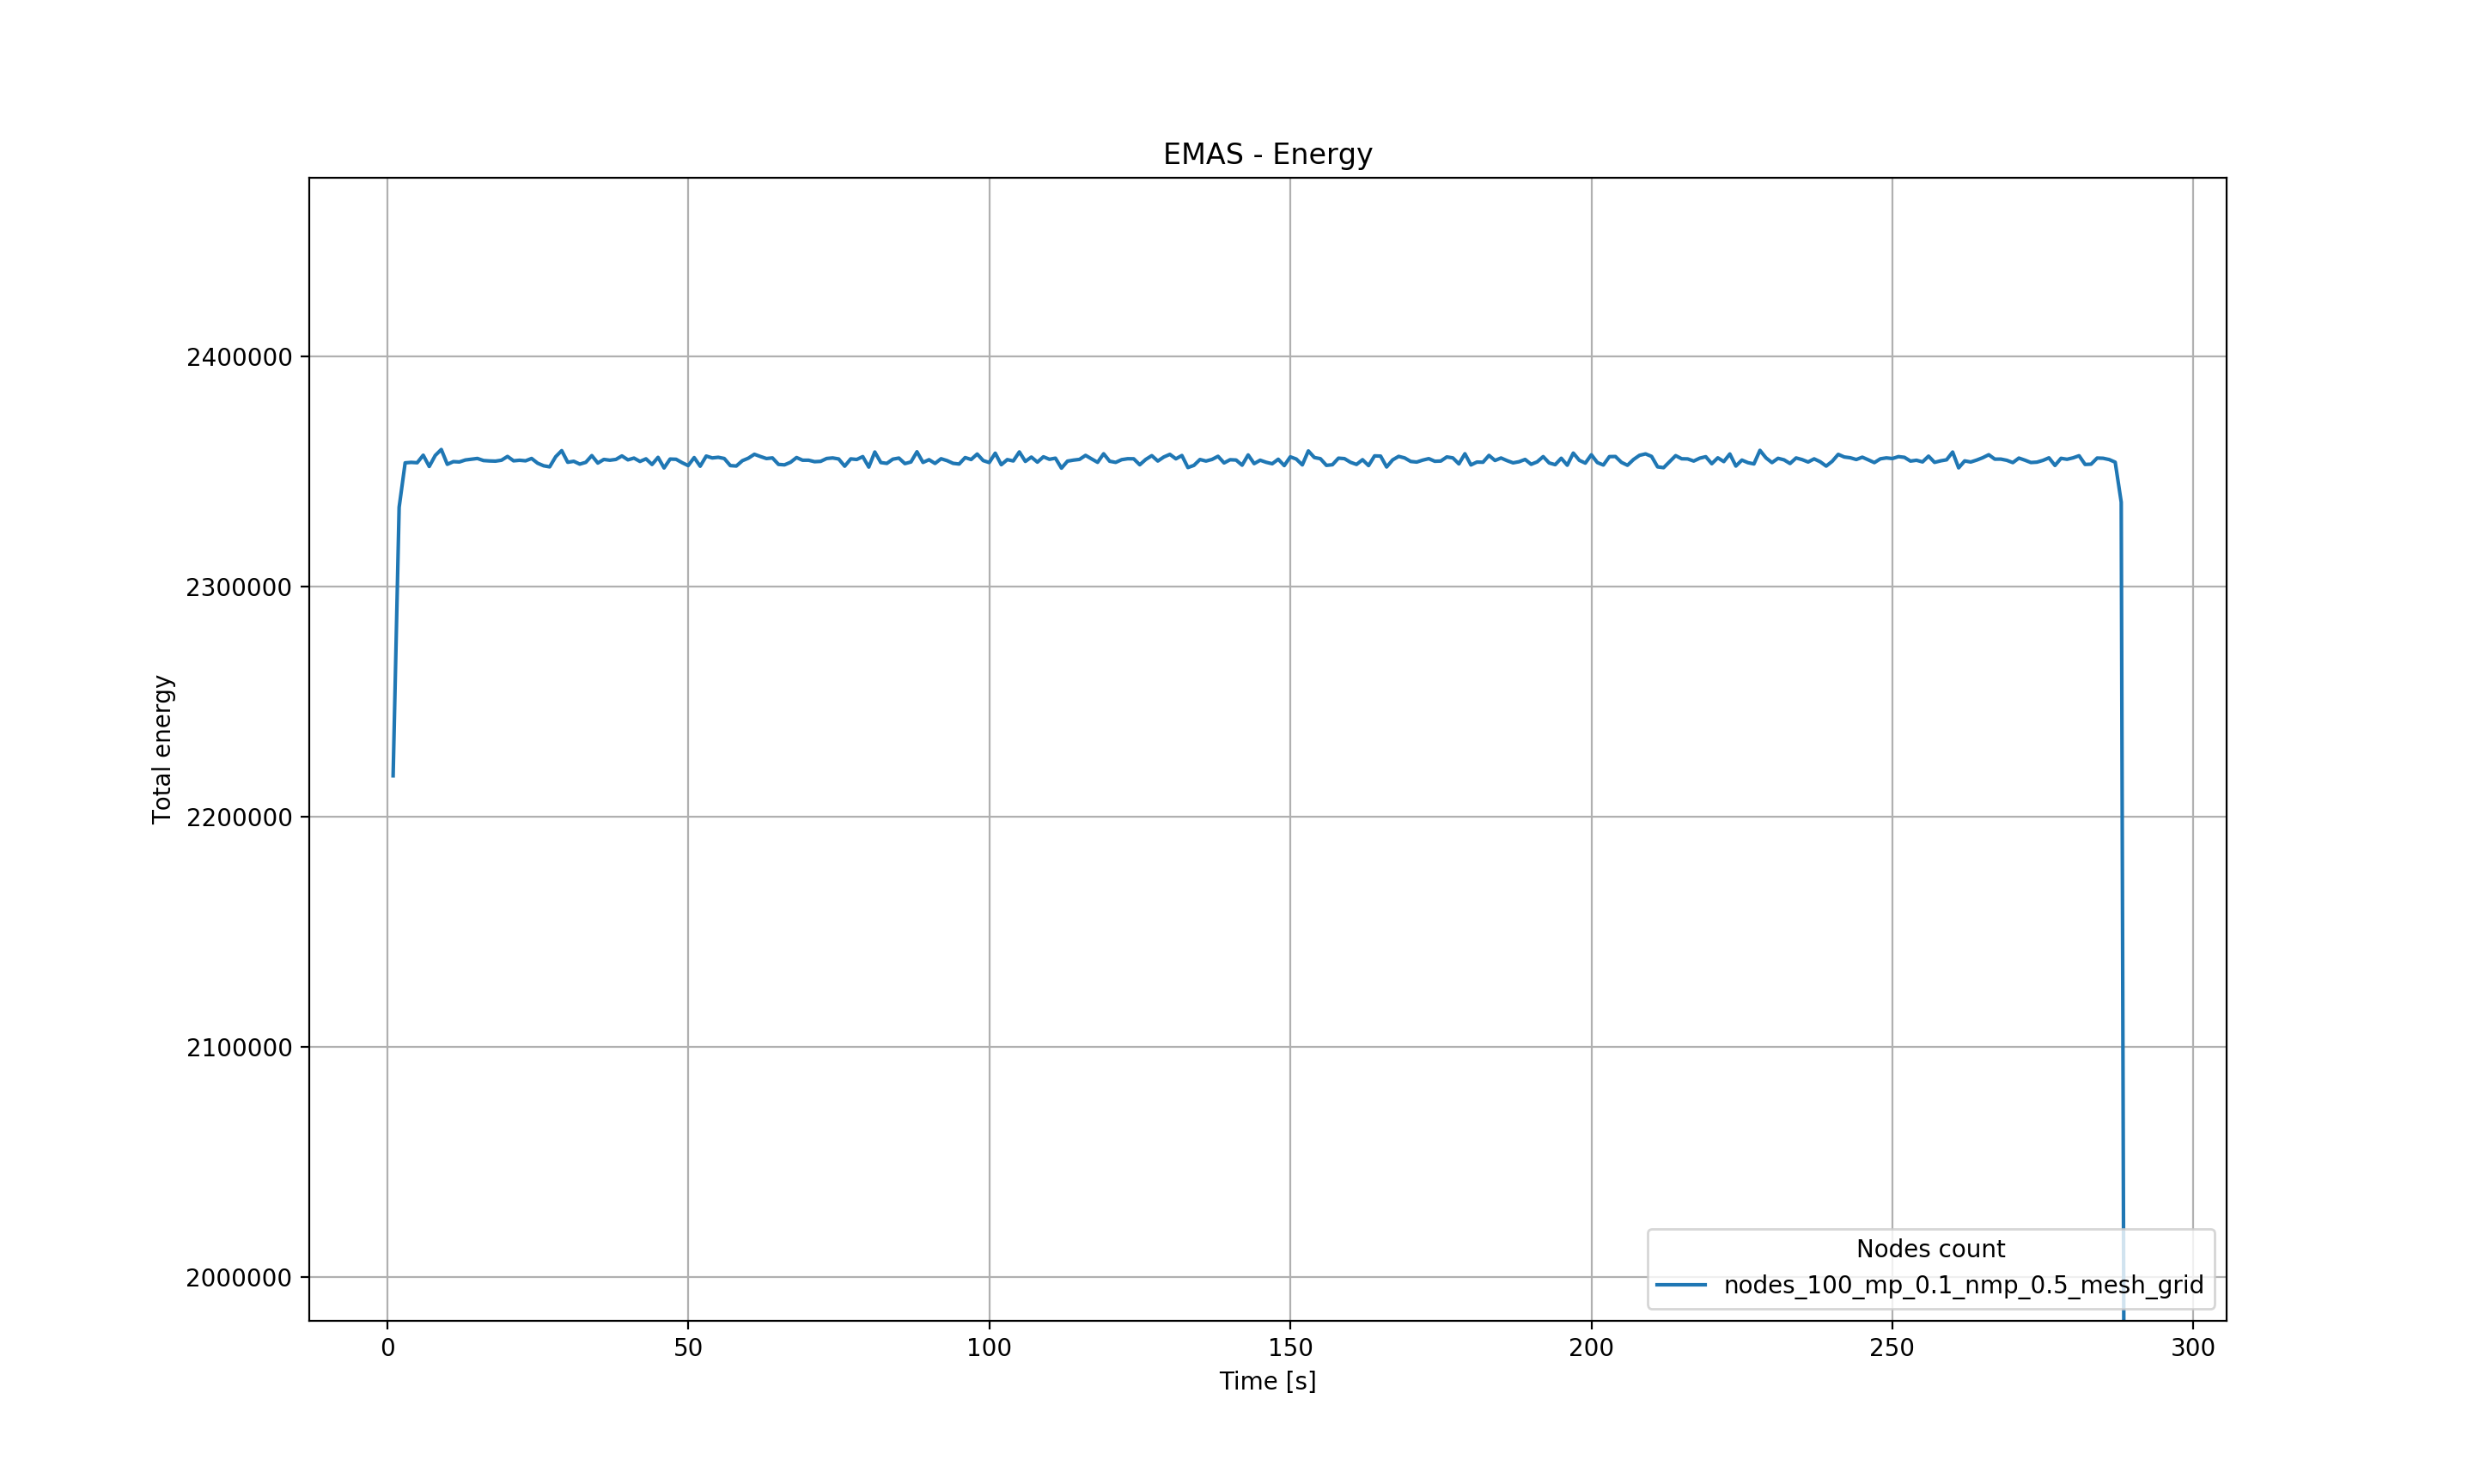 EMAS - Energy
Total energy
2400000
2300000
2200000
2100000
2000000
0 50 100 150 200 250 300
Time [s]
Nodes count
nodes_100_mp_0.1_nmp_0.5_mesh_grid